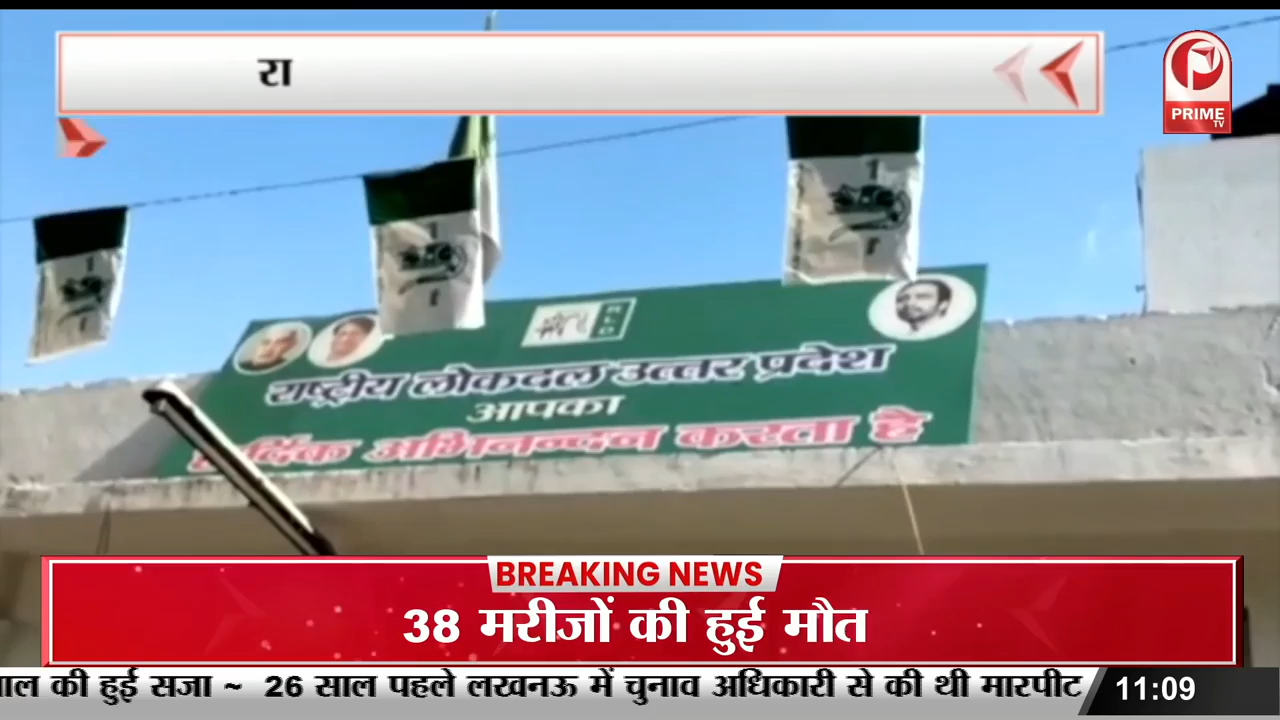 रा
PRIME
TV
RLD
राष्ट्रीय लोकदल उत्तर प्रदेश
आपका
हार्दिक अभिनन्दन करता है
BREAKING NEWS
38 मरीजों की हुई मौत
की हुई सजा ~ 26 साल पहले लखनऊ में चुनाव अधिकारी से की थी मारपीट
11:09